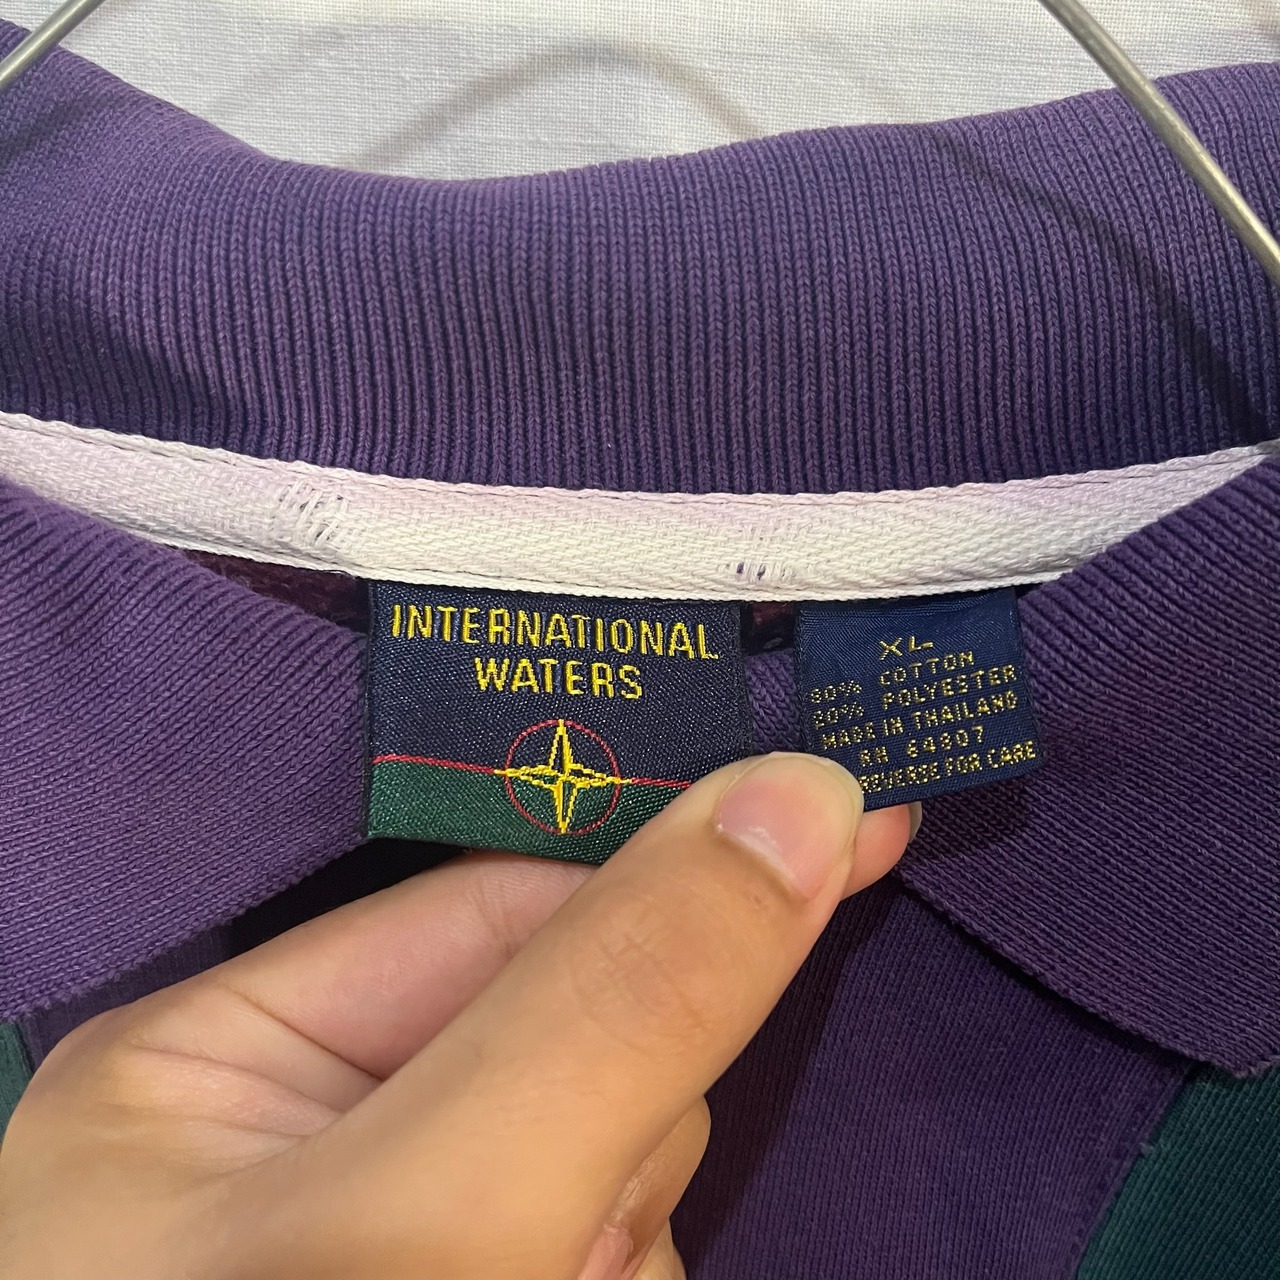 INTERNATIONAL
WATERS
XL
80% COTTON
20% POLYESTER
MADE IN THAILAND
RN 64807
REVERSE FOR CARE